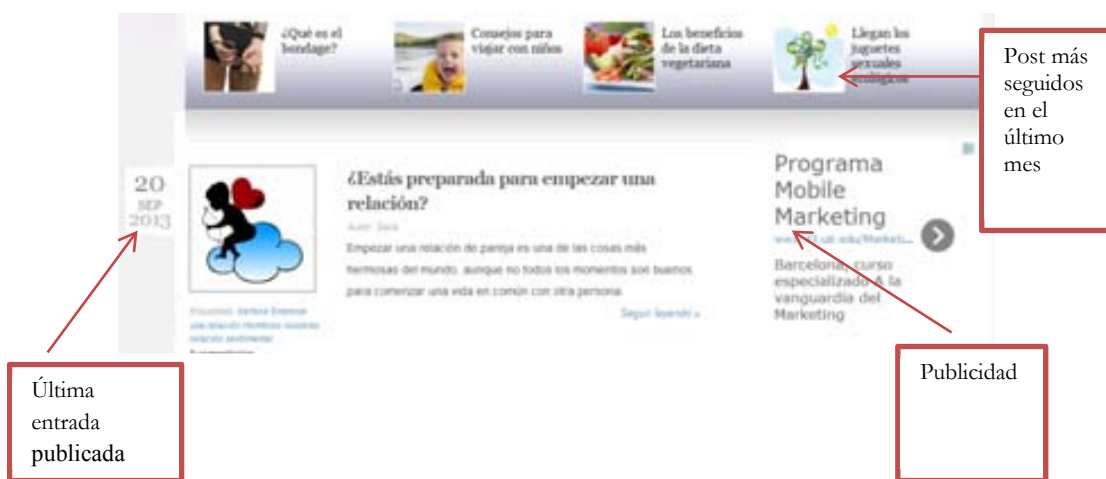 ¿Qué es el
bondage?
Consejos para
viajar con niños
Los beneficios
de la dieta
vegetariana
Llegan los
juguetes
sexuales
ecológicos
Post más
seguidos
en el
último
mes
20
SEP
2013
¿Estás preparada para empezar una
relación?
Empezar una relación de pareja es una de las cosas más
hermosas del mundo, aunque no todos los momentos son buenos
para comenzar una vida en común con otra persona.
Seguir leyendo »
Programa
Mobile
Marketing
Barcelona, curso
especializado A la
vanguardia del
Marketing
Última
entrada
publicada
Publicidad